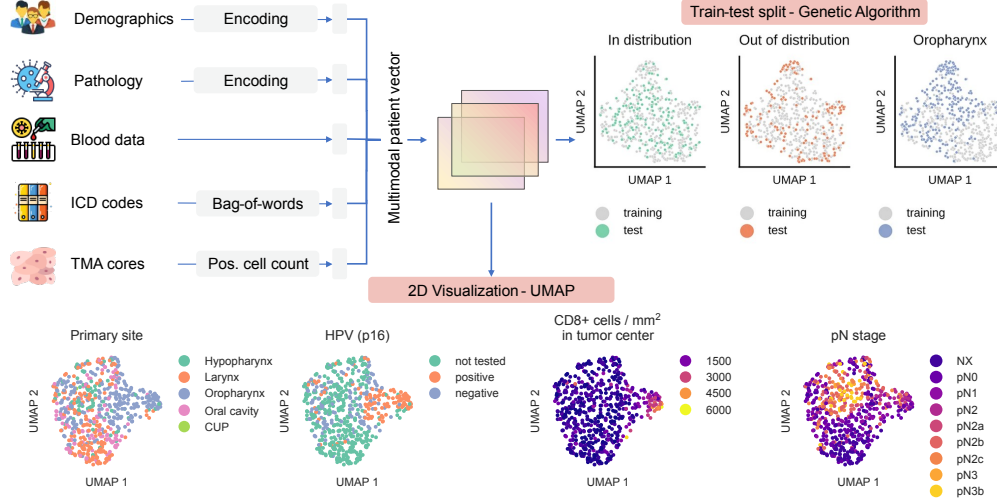 Demographics
Encoding
Pathology
Encoding
Blood data
ICD codes
Bag-of-words
TMA cores
Pos. cell count
Multimodal patient vector
Train-test split - Genetic Algorithm
In distribution
Out of distribution
Oropharynx
UMAP 2
UMAP 1
UMAP 2
UMAP 1
UMAP 2
UMAP 1
training
test
training
test
training
test
2D Visualization - UMAP
Primary site
UMAP 2
UMAP 1
Hypopharynx
Larynx
Oropharynx
Oral cavity
CUP
HPV (p16)
UMAP 2
UMAP 1
not tested
positive
negative
CD8+ cells / mm²
in tumor center
UMAP 2
UMAP 1
1500
3000
4500
6000
pN stage
UMAP 2
UMAP 1
NX
pN0
pN1
pN2
pN2a
pN2b
pN2c
pN3
pN3b